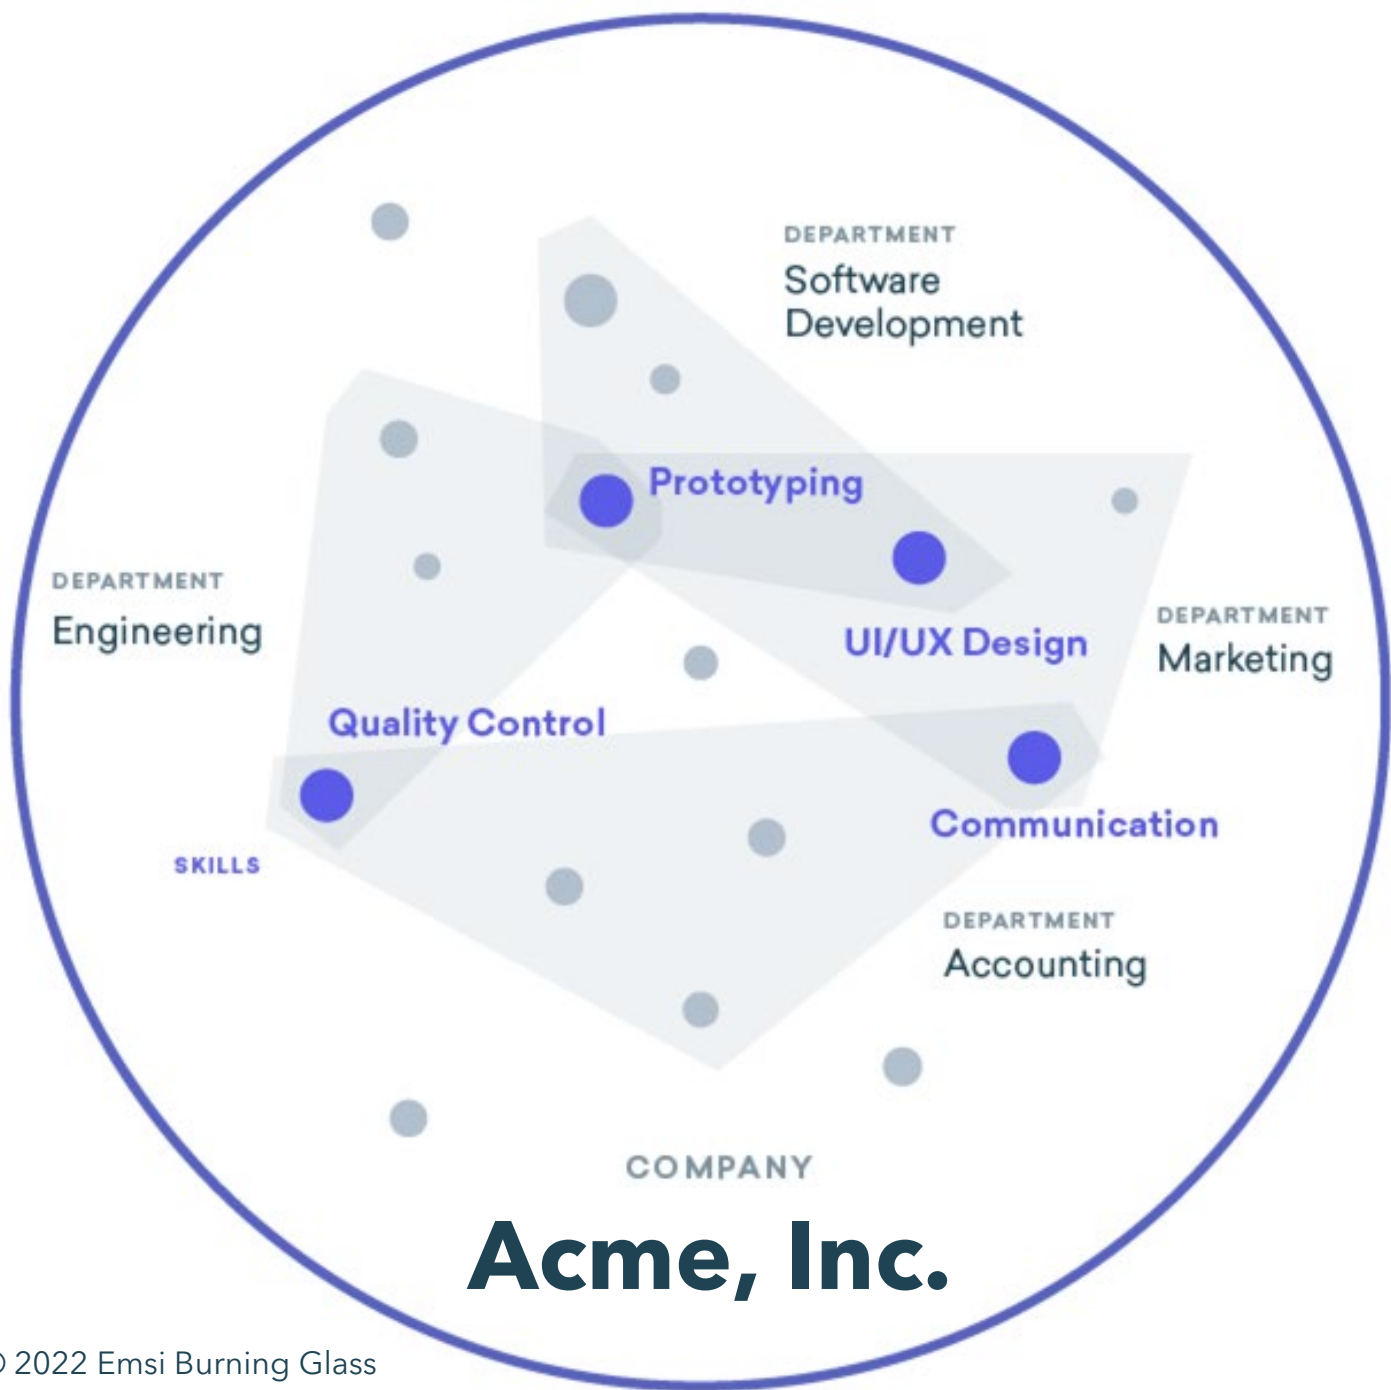 DEPARTMENT
Software
Development
Prototyping
DEPARTMENT
Engineering
UI/UX Design
DEPARTMENT
Marketing
Quality Control
Communication
SKILLS
DEPARTMENT
Accounting
COMPANY
Acme, Inc.
© 2022 Emsi Burning Glass